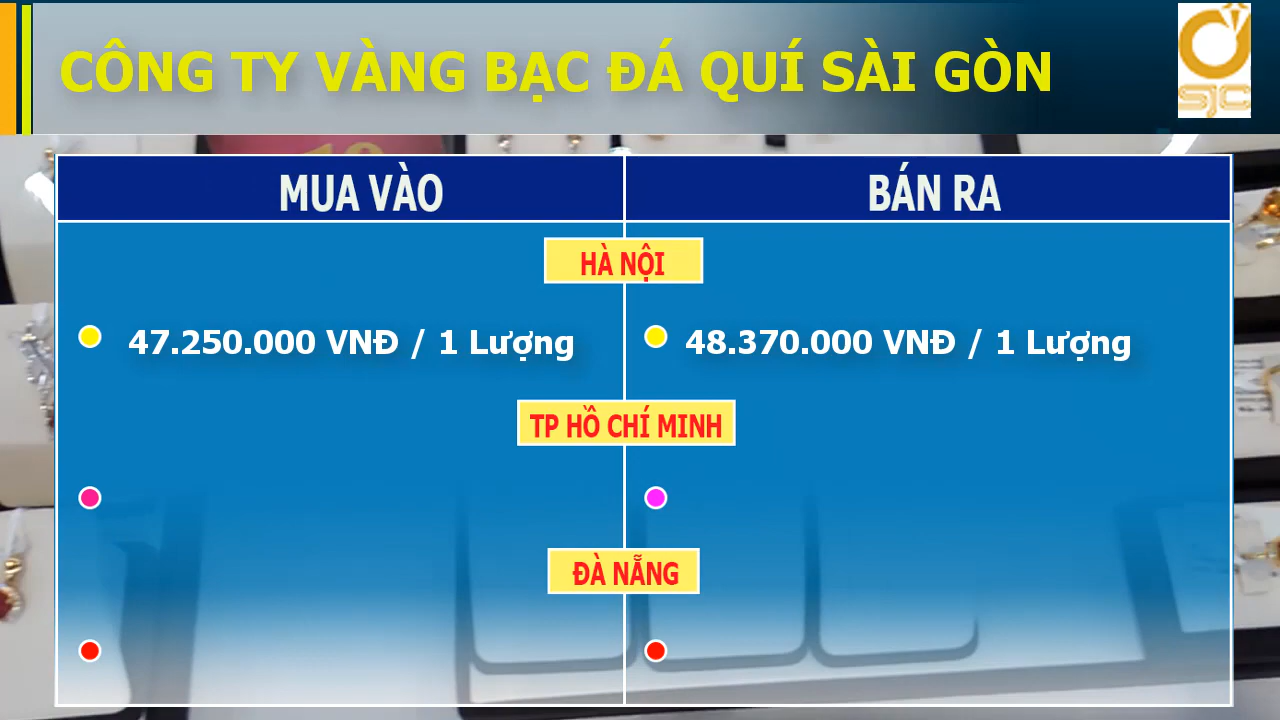 CÔNG TY VÀNG BẠC ĐÁ QUÍ SÀI GÒN
SJC
MUA VÀO
BÁN RA
HÀ NỘI
47.250.000 VNĐ / 1 Lượng
48.370.000 VNĐ / 1 Lượng
TP HỒ CHÍ MINH
ĐÀ NẴNG